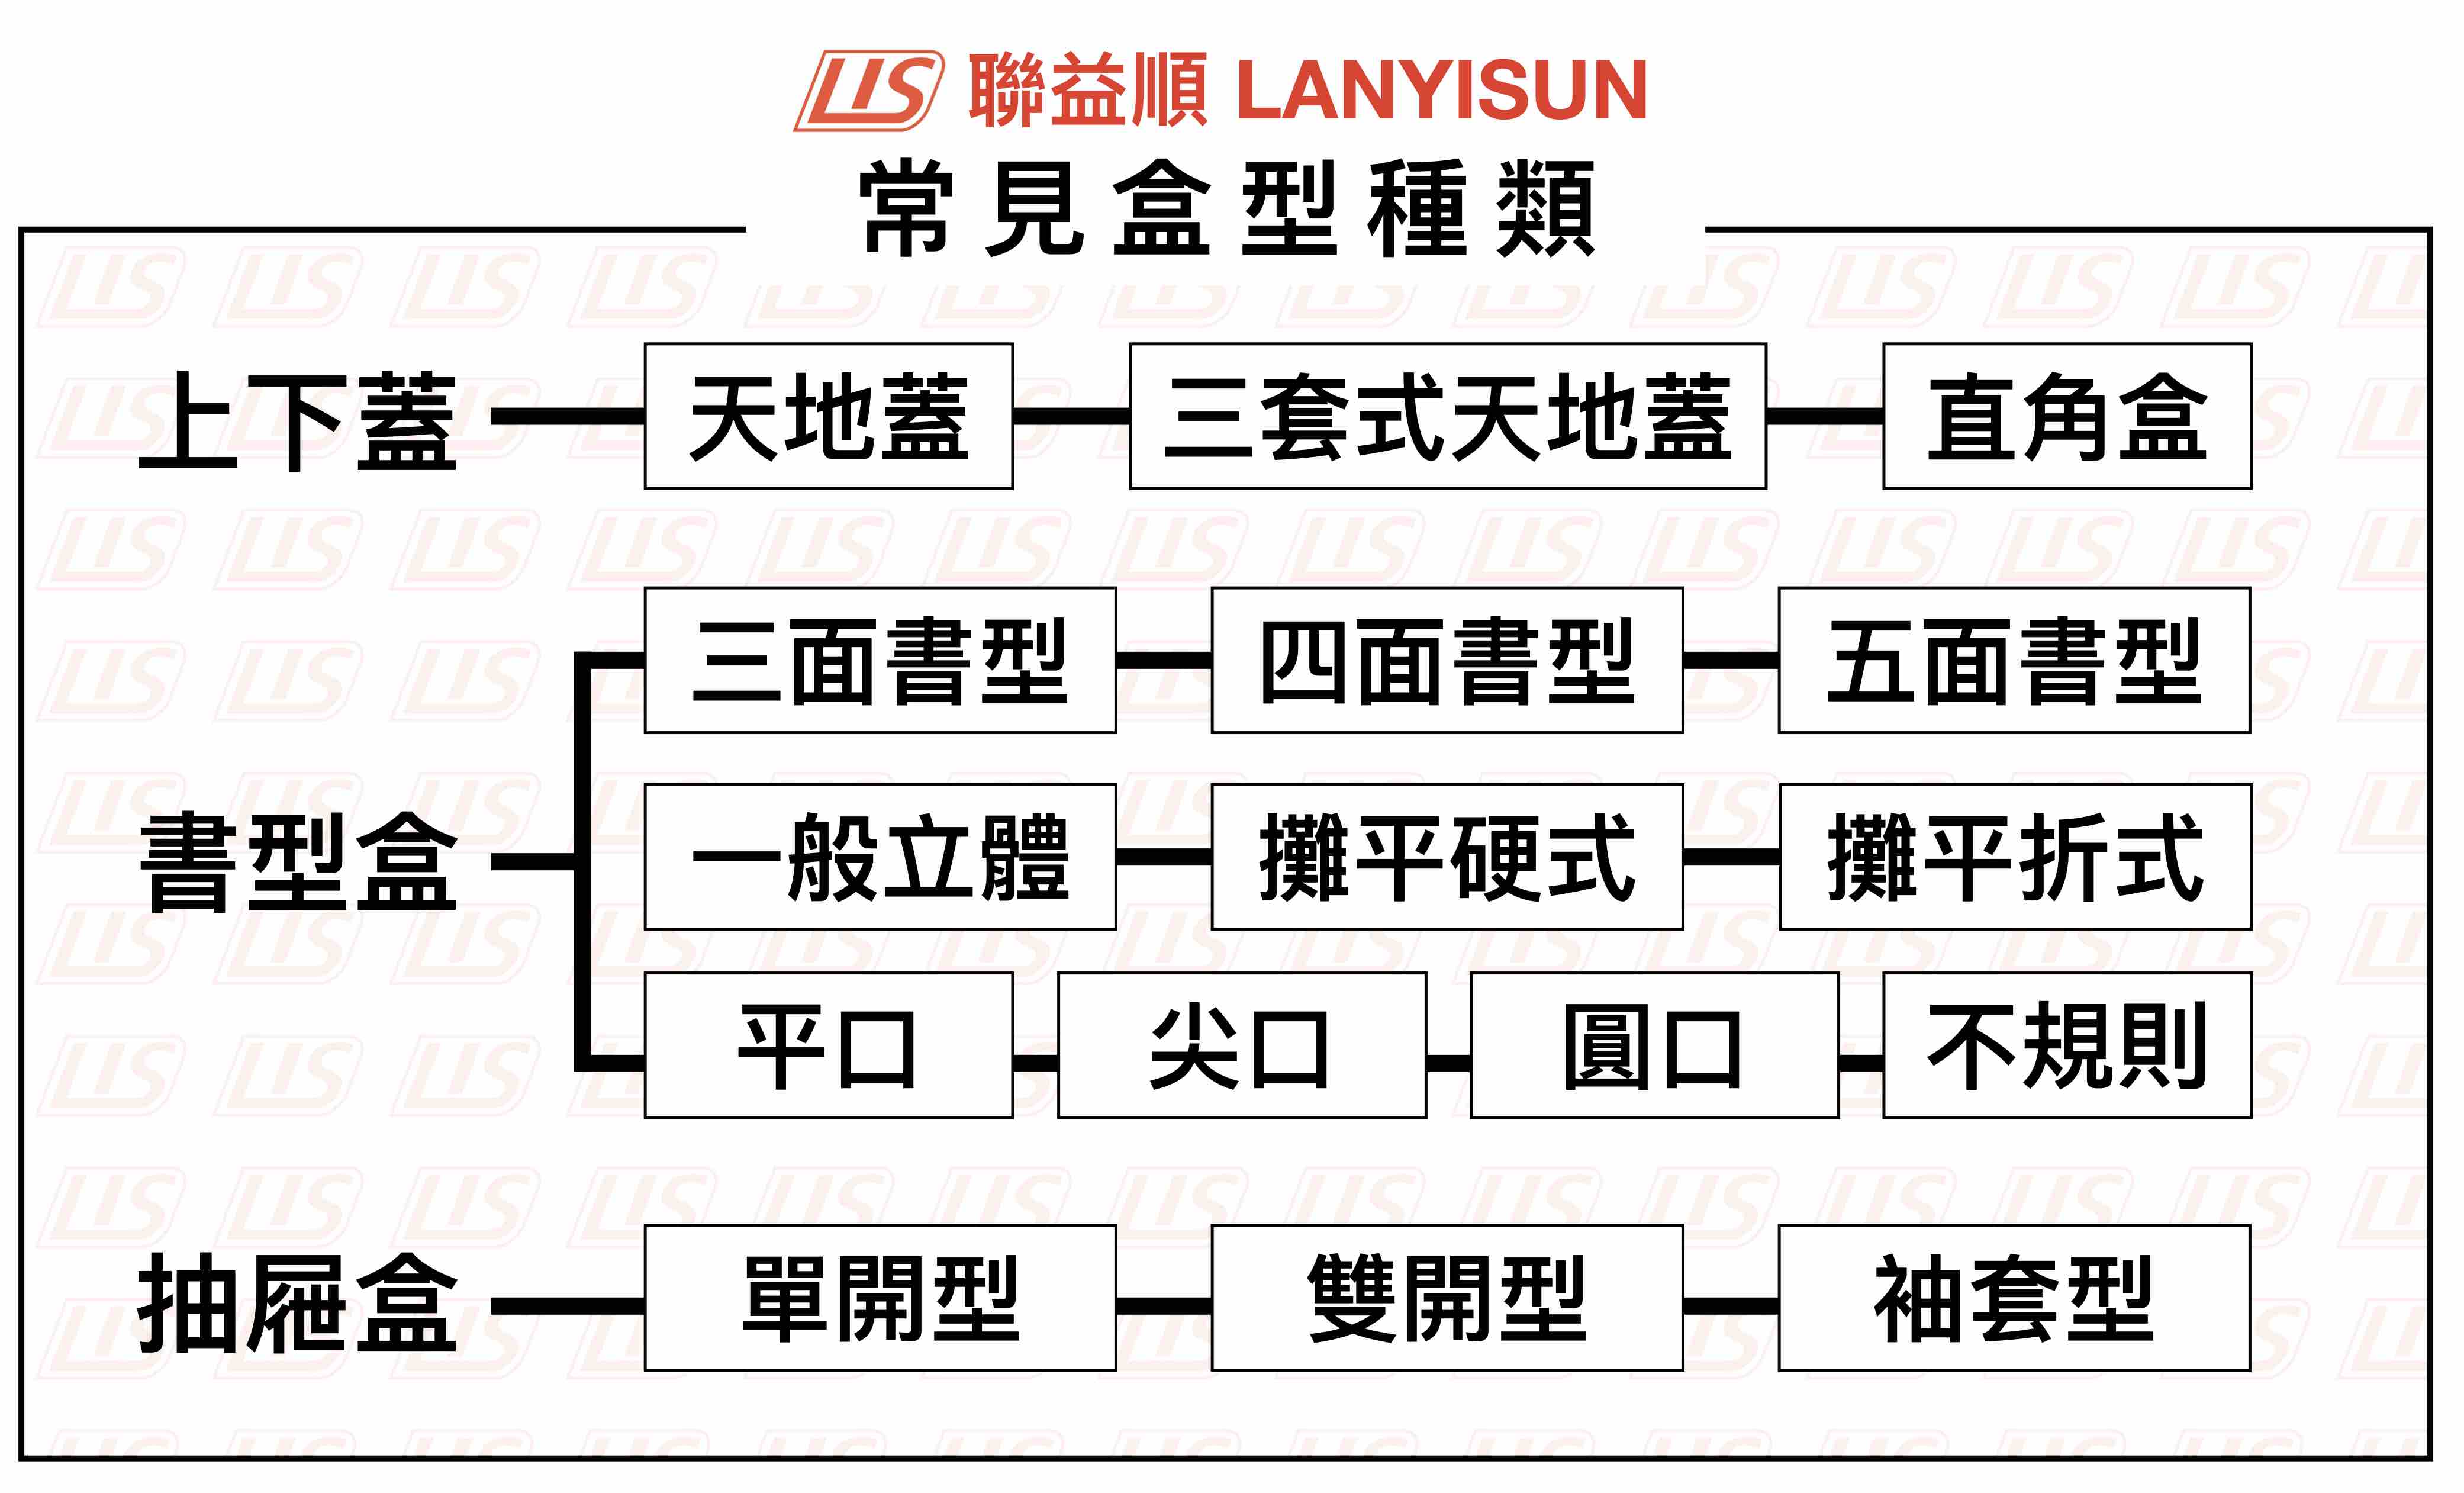 LIS 聯益順 LANYISUN
常見盒型種類
上下蓋 天地蓋 三套式天地蓋 直角盒
三面書型 四面書型 五面書型
書型盒 一般立體 攤平硬式 攤平折式
平口 尖口 圓口 不規則
抽屜盒 單開型 雙開型 袖套型